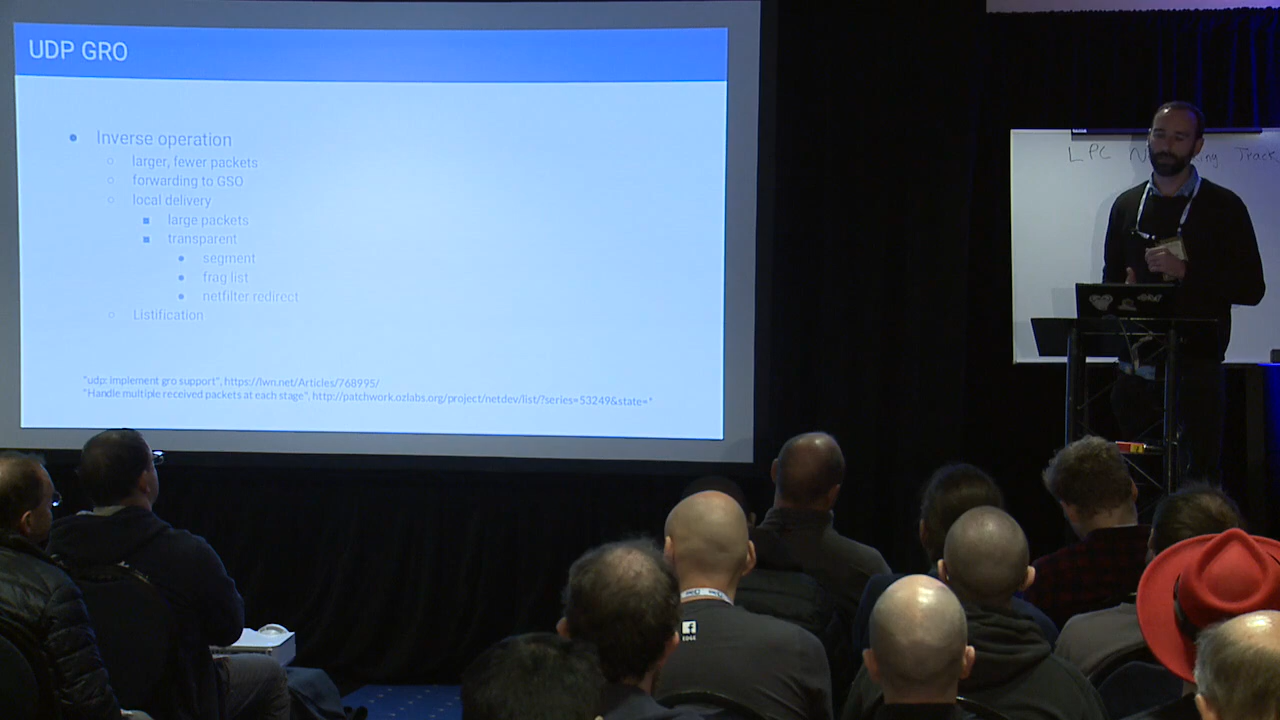 UDP GRO
Inverse operation
larger, fewer packets
forwarding to GSO
local delivery
large packets
transparent
segment
frag list
netfilter redirect
Listification
"udp: implement gro support", https://lwn.net/Articles/768995/
"Handle multiple received packets at each stage", http://patchwork.ozlabs.org/project/netdev/list/?series=53249&state=*
LPC
Track